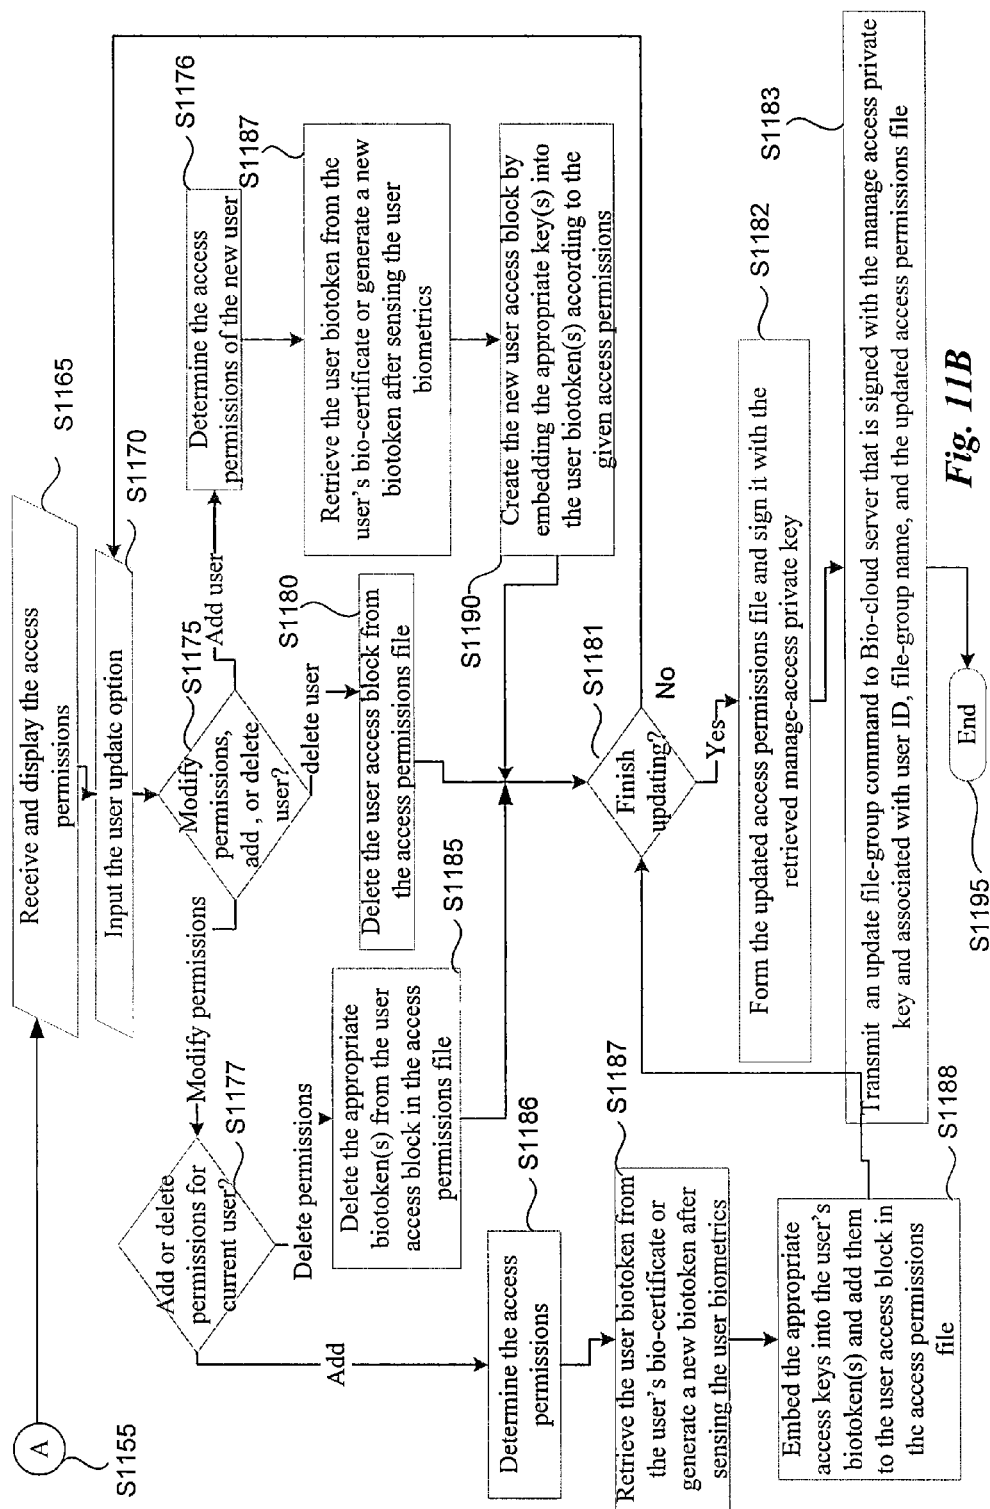 A
S1155
Receive and display the access
permissions
S1165
Input the user update option
S1170
Modify
permissions,
add , or delete
user?
S1175
Add user
Determine the access
permissions of the new user
S1176
Retrieve the user biotoken from the
user's bio-certificate or generate a new
biotoken after sensing the user
biometrics
S1187
Create the new user access block by
embedding the appropriate key(s) into
the user biotoken(s) according to the
given access permissions
S1190
delete user
Delete the user access block from
the access permissions file
S1180
Modify permissions
Add or delete
permissions for
current user?
S1177
Delete permissions
Delete the appropriate
biotoken(s) from the user
access block in the access
permissions file
S1185
Add
Determine the access
permissions
S1186
Retrieve the user biotoken from
the user's bio-certificate or
generate a new biotoken after
sensing the user biometrics
S1187
Embed the appropriate
access keys into the user's
biotoken(s) and add them
to the user access block in
the access permissions
file
S1188
Finish
updating?
S1181
No
Yes
Form the updated access permissions file and sign it with the
retrieved manage-access private key
S1182
Transmit an update file-group command to Bio-cloud server that is signed with the manage access private
key and associated with user ID, file-group name, and the updated access permissions file
S1183
End
S1195
Fig. 11B